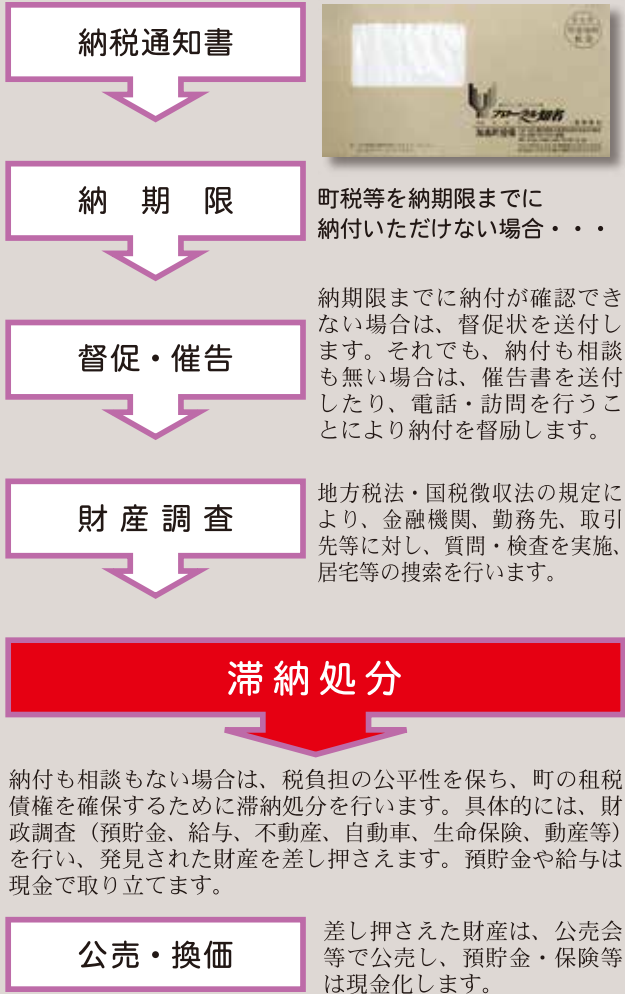 納税通知書
フローラル知名
知名町役場
納期限
町税等を納期限までに
納付いただけない場合・・・
督促・催告
納期限までに納付が確認でき
ない場合は、督促状を送付し
ます。それでも、納付も相談
も無い場合は、催告書を送付
したり、電話・訪問を行うこ
とにより納付を督励します。
財産調査
地方税法・国税徴収法の規定に
より、金融機関、勤務先、取引
先等に対し、質問・検査を実施、
居宅等の捜索を行います。
滞納処分
納付も相談もない場合は、税負担の公平性を保ち、町の租税
債権を確保するために滞納処分を行います。具体的には、財
政調査（預貯金、給与、不動産、自動車、生命保険、動産等）
を行い、発見された財産を差し押さえます。預貯金や給与は
現金で取り立てます。
公売・換価
差し押さえた財産は、公売会
等で公売し、預貯金・保険等
は現金化します。